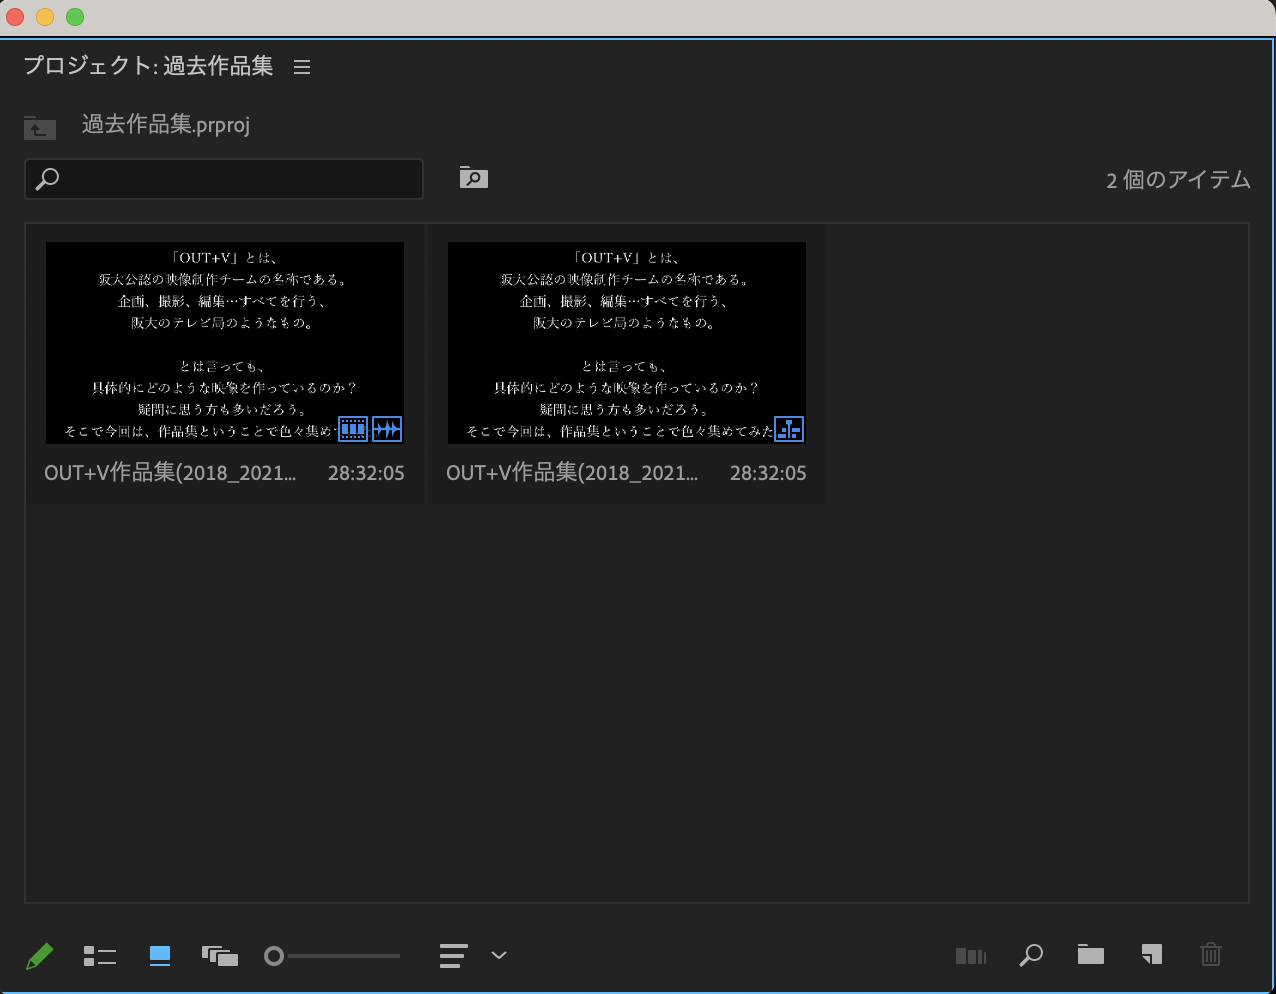 プロジェクト: 過去作品集
過去作品集.prproj
2 個のアイテム
「OUT+V」とは、
阪大公認の映像制作チームの名称である。
企画、撮影、編集…すべてを行う、
阪大のテレビ局のようなもの。
とは言っても、
具体的にどのような映像を作っているのか？
疑問に思う方も多いだろう。
そこで今回は、作品集ということで色々集め
OUT+V作品集(2018_2021... 28:32:05
「OUT+V」とは、
阪大公認の映像制作チームの名称である。
企画、撮影、編集…すべてを行う、
阪大のテレビ局のようなもの。
とは言っても、
具体的にどのような映像を作っているのか？
疑問に思う方も多いだろう。
そこで今回は、作品集ということで色々集めてみた
OUT+V作品集(2018_2021... 28:32:05